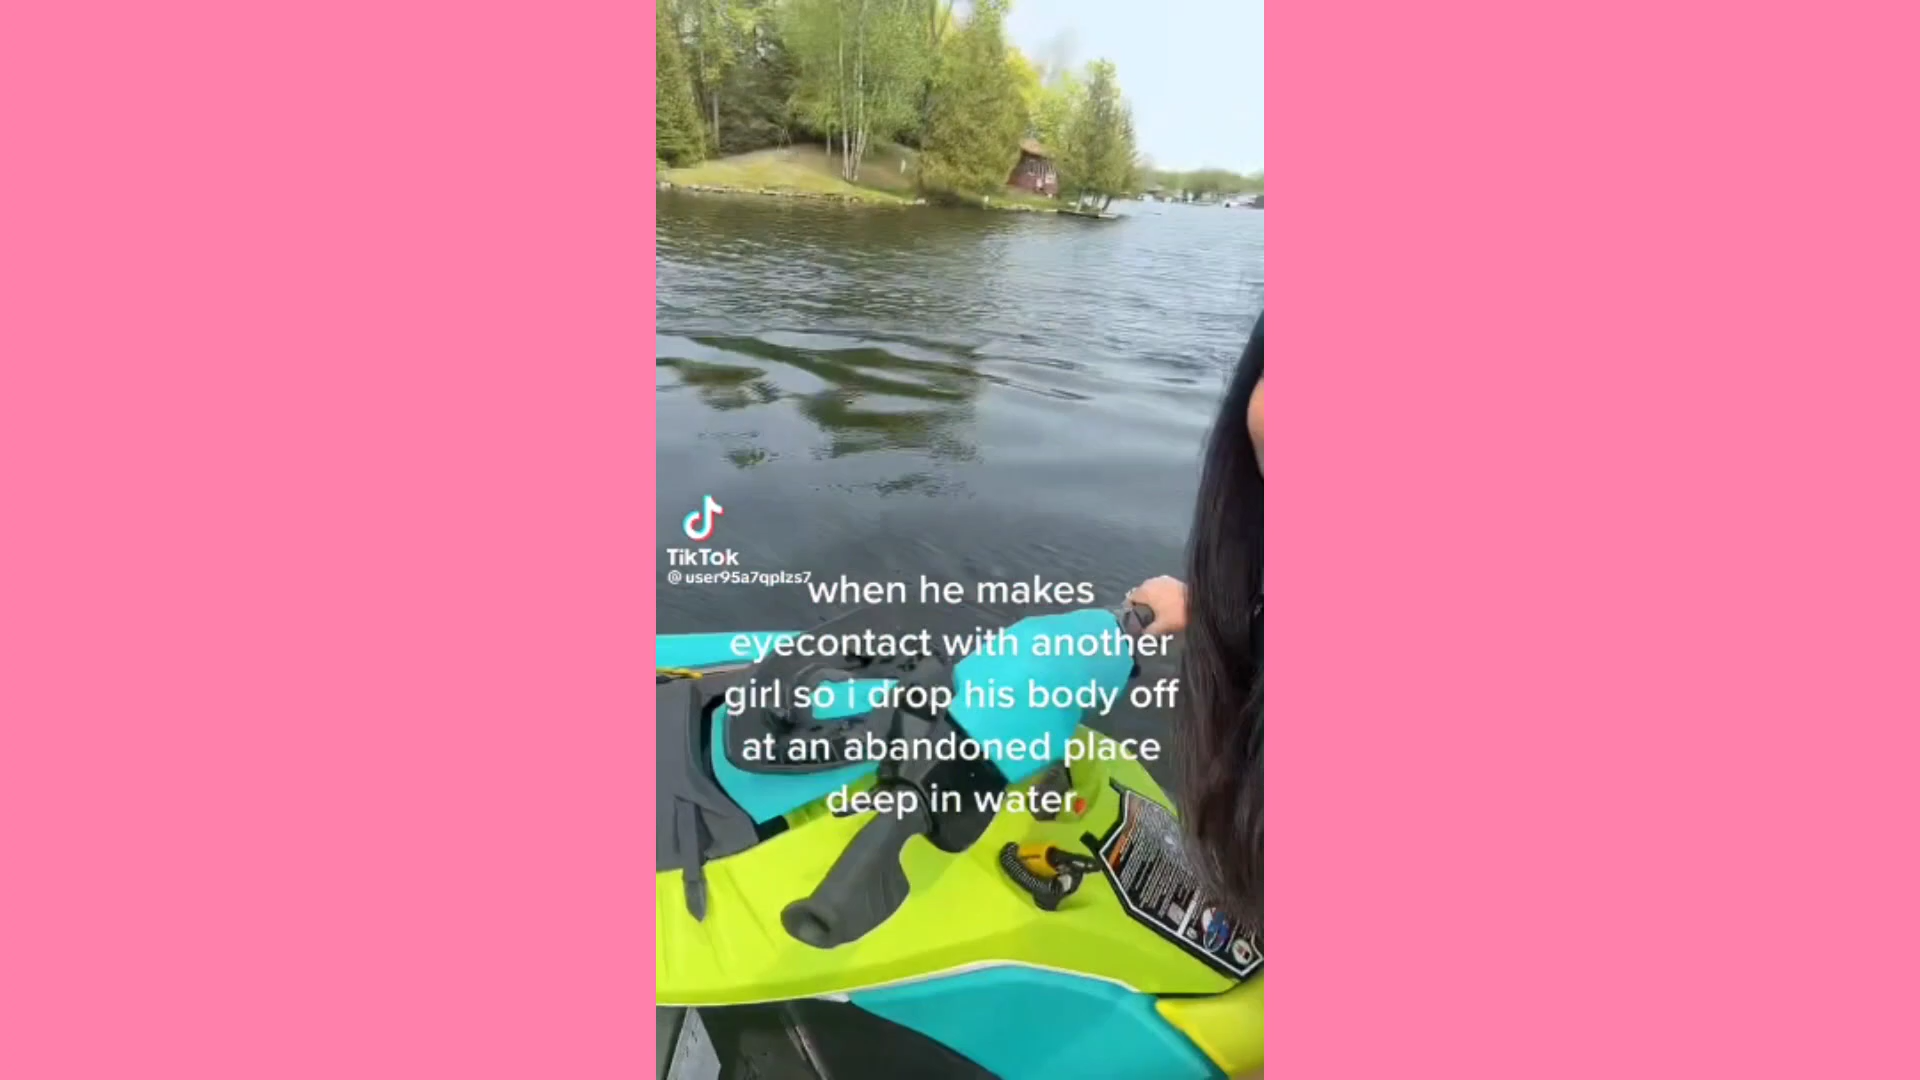 TikTok
@user95a7qplzs7
when he makes
eyecontact with another
girl so i drop his body off
at an abandoned place
deep in water